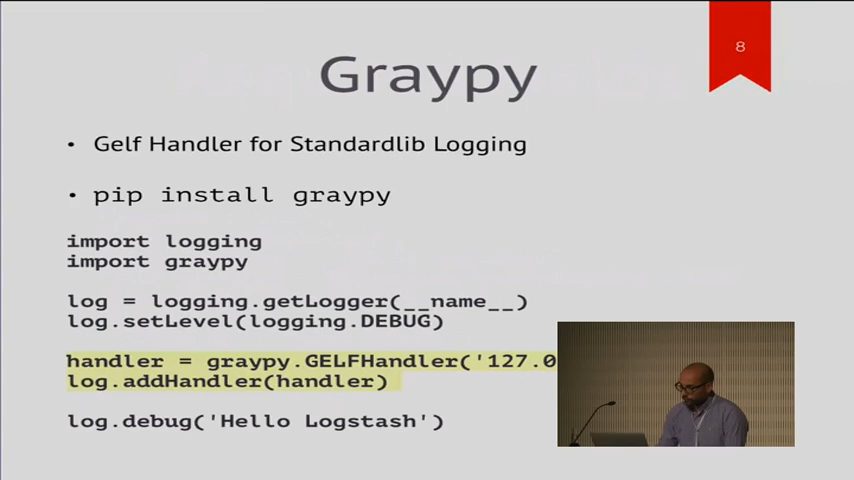 8
Graypy
• Gelf Handler for Standardlib Logging
• pip install graypy
import logging
import graypy
log = logging.getLogger(__name__)
log.setLevel(logging.DEBUG)
handler = graypy.GELFHandler('127.0
log.addHandler(handler)
log.debug('Hello Logstash')